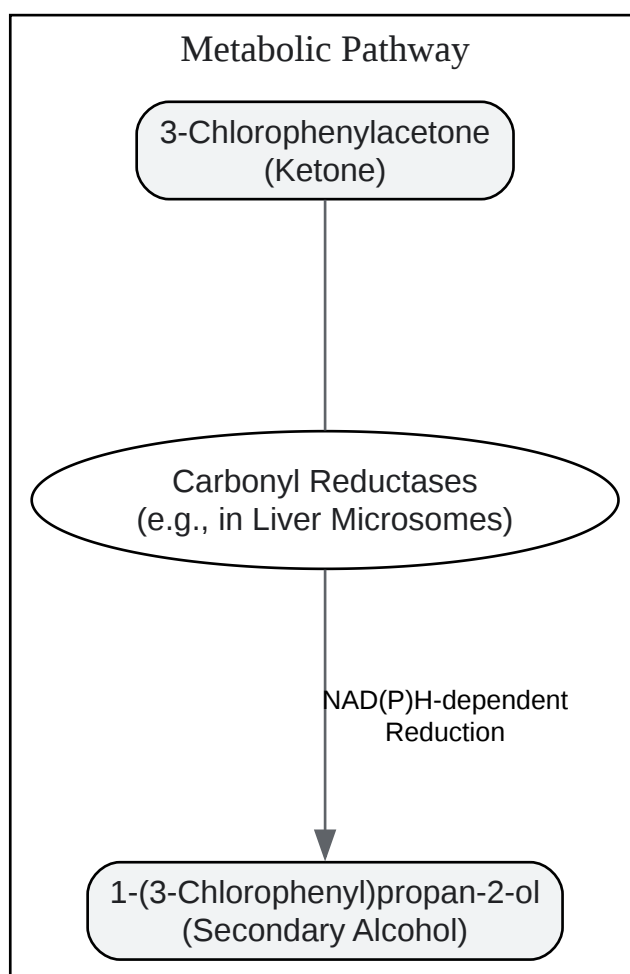 Metabolic Pathway
3-Chlorophenylacetone
(Ketone)
Carbonyl Reductases
(e.g., in Liver Microsomes)
NAD(P)H-dependent
Reduction
1-(3-Chlorophenyl)propan-2-ol
(Secondary Alcohol)